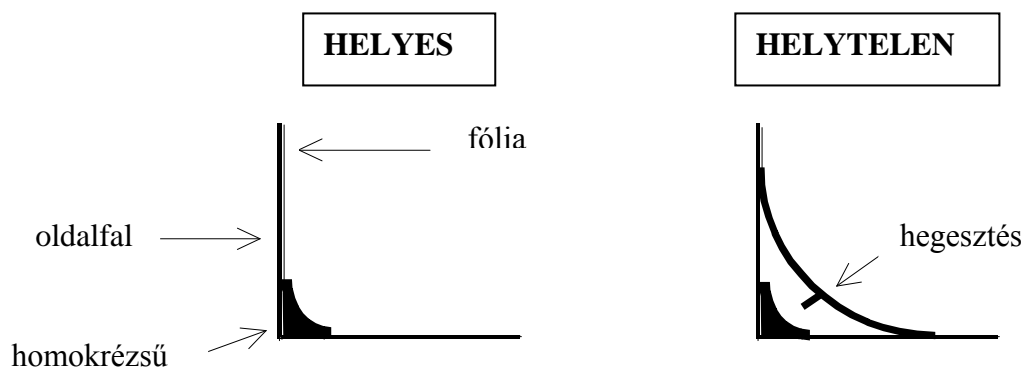 HELYES
HELYTELEN
fólia
oldalfal
hegesztés
homokrézsű